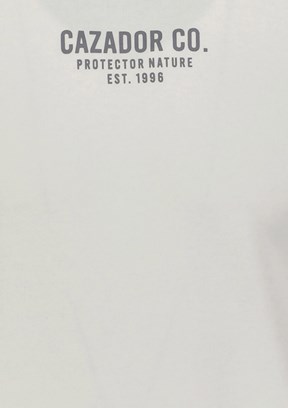 CAZADOR CO.
PROTECTOR NATURE
EST. 1996